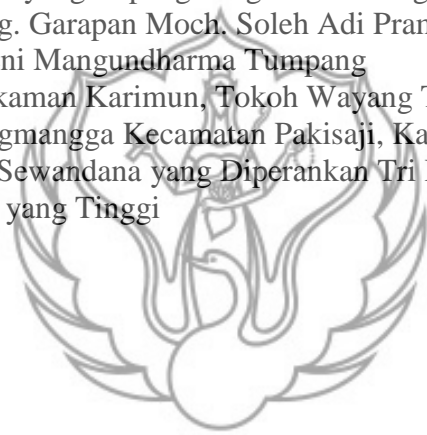 g. Garapan Moch. Soleh Adi Pran
ni Mangundharma Tumpang
kaman Karimun, Tokoh Wayang T
gmangga Kecamatan Pakisaji, Ka
Sewandana yang Diperankan Tri
yang Tinggi